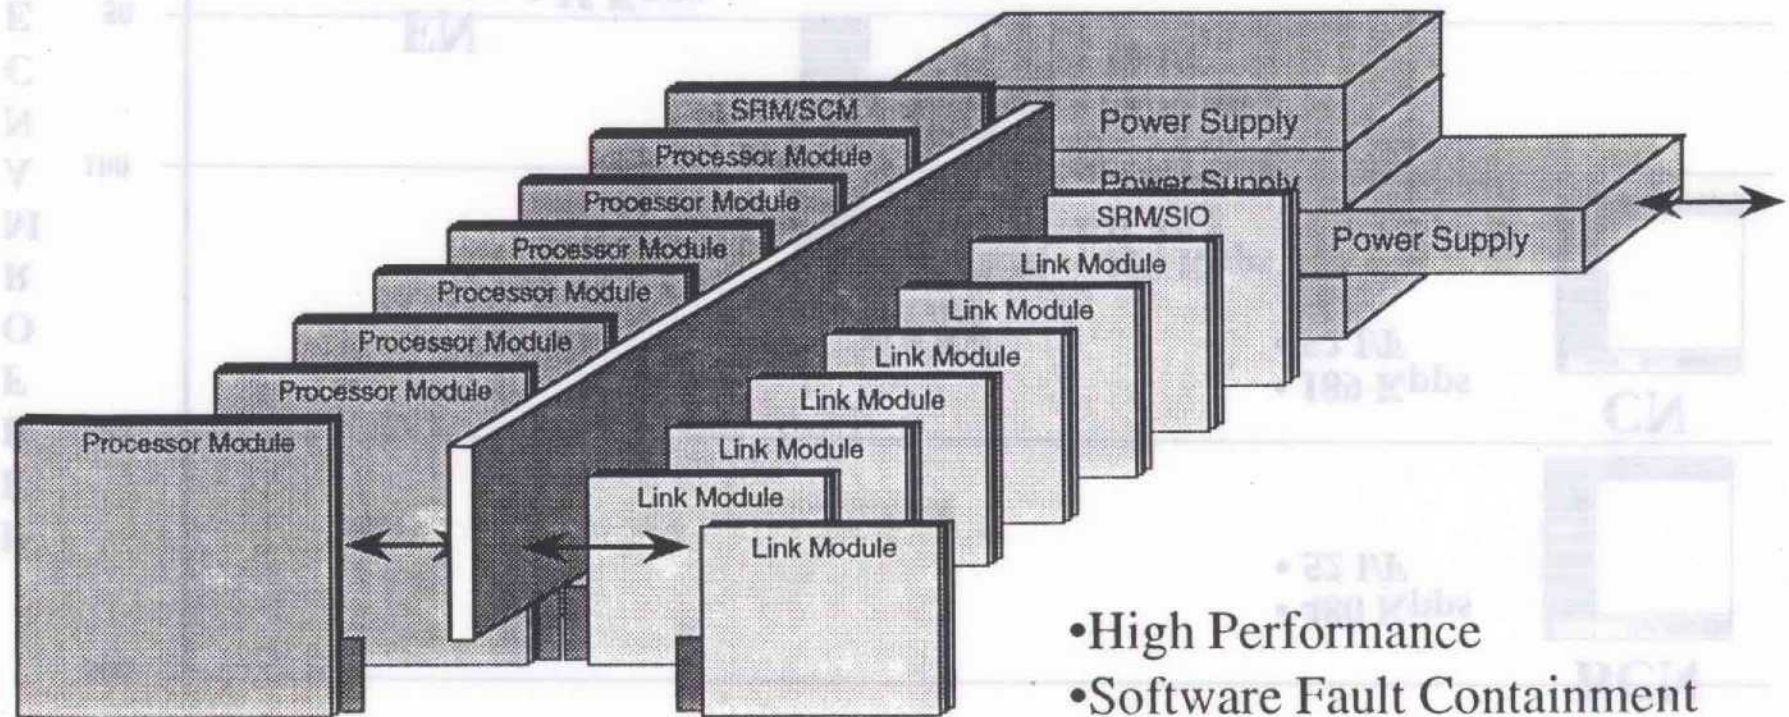 SRM/SCM
Processor Module
Processor Module
Processor Module
Processor Module
Processor Module
Processor Module
Processor Module
Power Supply
Power Supply
Power Supply
SRM/SIO
Link Module
Link Module
Link Module
Link Module
Link Module
Link Module
Link Module
•High Performance
•Software Fault Containment